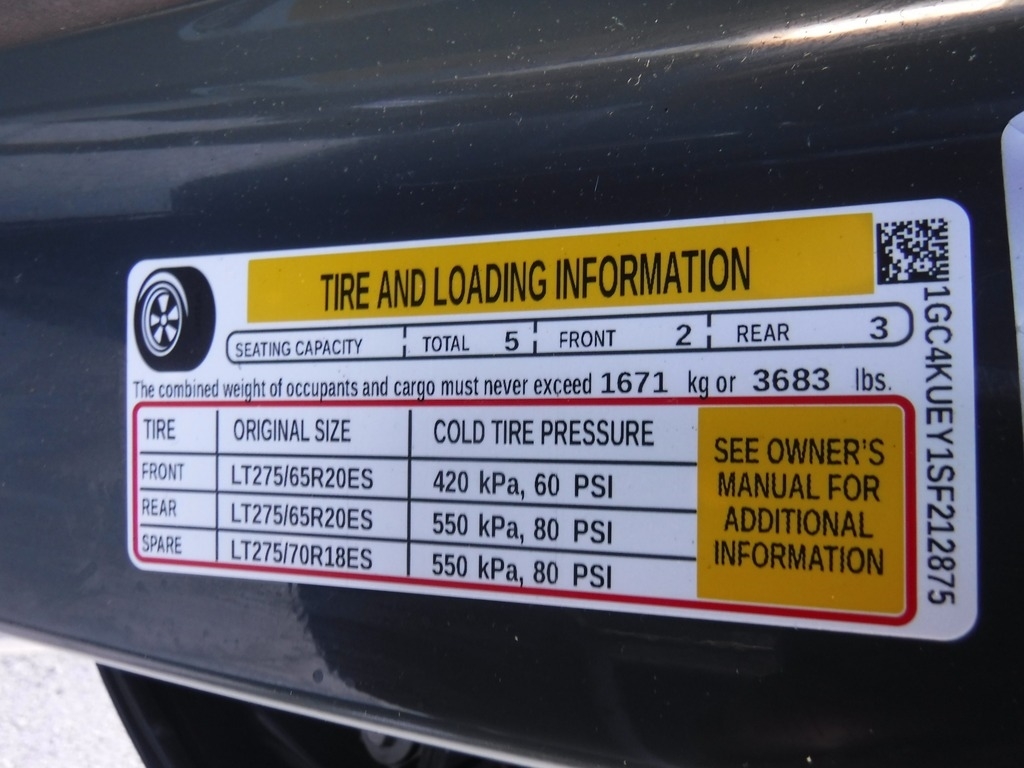 TIRE AND LOADING INFORMATION
SEATING CAPACITY TOTAL 5 FRONT 2 REAR 3
The combined weight of occupants and cargo must never exceed 1671 kg or 3683 lbs.
TIRE ORIGINAL SIZE COLD TIRE PRESSURE
FRONT LT275/65R20ES 420 kPa, 60 PSI
REAR LT275/65R20ES 550 kPa, 80 PSI
SPARE LT275/70R18ES 550 kPa, 80 PSI
SEE OWNER'S
MANUAL FOR
ADDITIONAL
INFORMATION
1GC4KUEY1SF212875